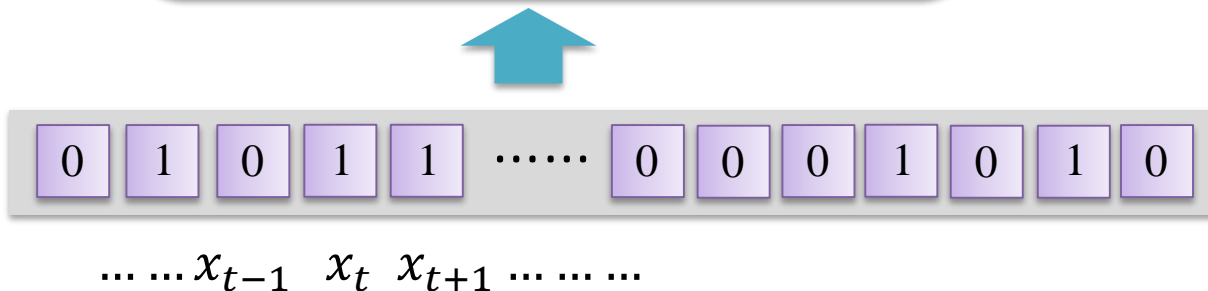 0 1 0 1 1 ...... 0 0 0 1 0 1 0
... ... x_{t−1} x_t x_{t+1} ... ... ...